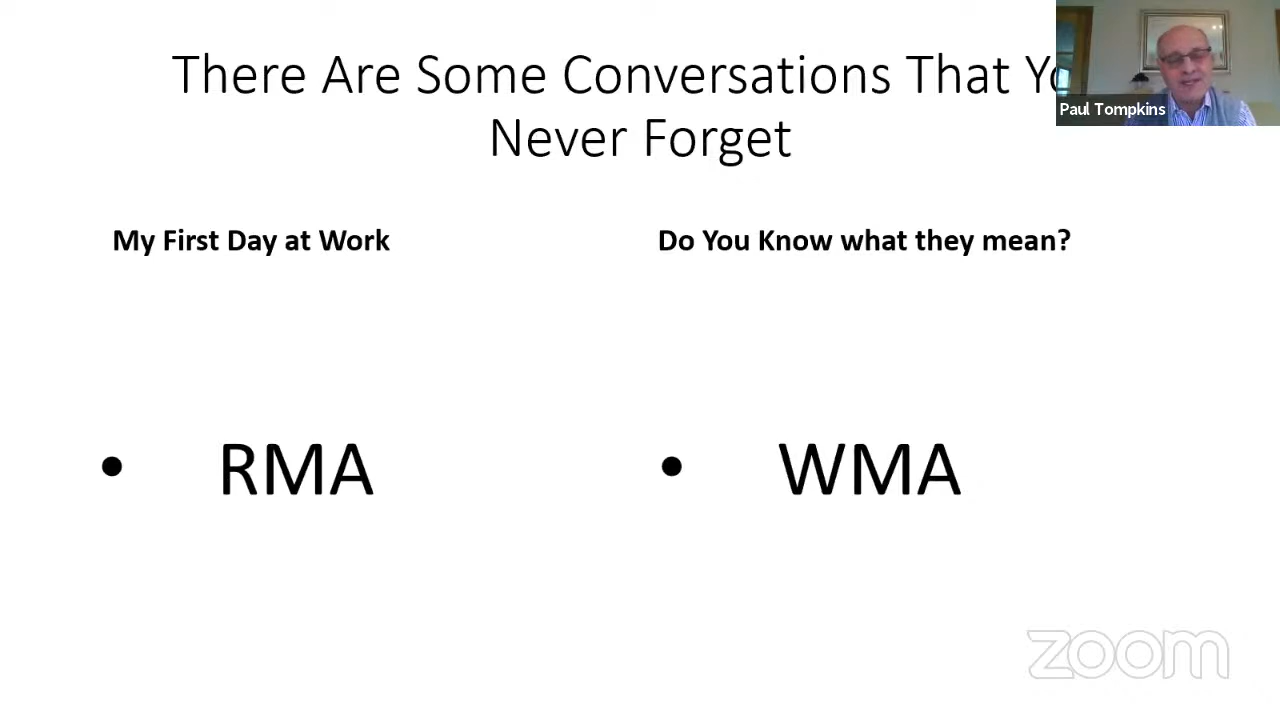 There Are Some Conversations That
Never Forget
Paul Tompkins
My First Day at Work
Do You Know what they mean?
• RMA
• WMA
zoom